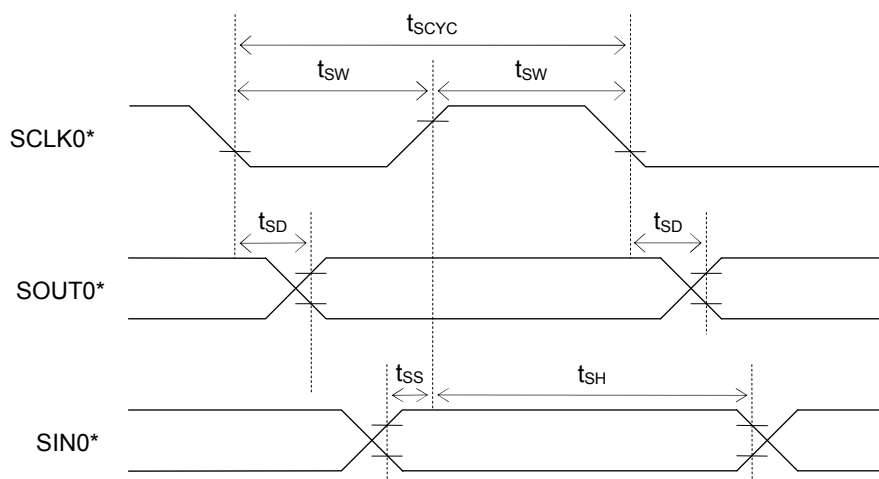 tSCYC
tSW tSW
SCLK0*
tSD tSD
SOUT0*
tSS tSH
SIN0*